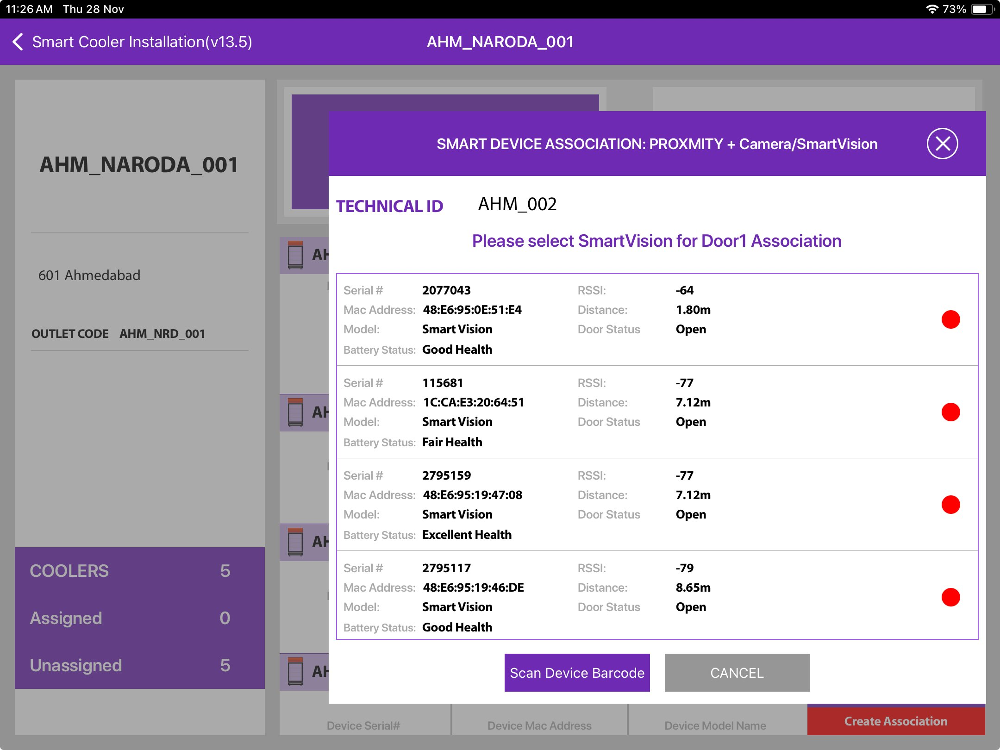 11:26 AM Thu 28 Nov 73%
Smart Cooler Installation(v13.5) AHM_NARODA_001
AHM_NARODA_001
601 Ahmedabad
OUTLET CODE AHM_NRD_001
COOLERS 5
Assigned 0
Unassigned 5
AH
AH
AH
AH
SMART DEVICE ASSOCIATION: PROXMITY + Camera/SmartVision
TECHNICAL ID AHM_002
Please select SmartVision for Door1 Association
Serial # 2077043 RSSI: -64
Mac Address: 48:E6:95:0E:51:E4 Distance: 1.80m
Model: Smart Vision Door Status Open
Battery Status: Good Health
Serial # 115681 RSSI: -77
Mac Address: 1C:CA:E3:20:64:51 Distance: 7.12m
Model: Smart Vision Door Status Open
Battery Status: Fair Health
Serial # 2795159 RSSI: -77
Mac Address: 48:E6:95:19:47:08 Distance: 7.12m
Model: Smart Vision Door Status Open
Battery Status: Excellent Health
Serial # 2795117 RSSI: -79
Mac Address: 48:E6:95:19:46:DE Distance: 8.65m
Model: Smart Vision Door Status Open
Battery Status: Good Health
Scan Device Barcode CANCEL
Device Serial# Device Mac Address Device Model Name Create Association